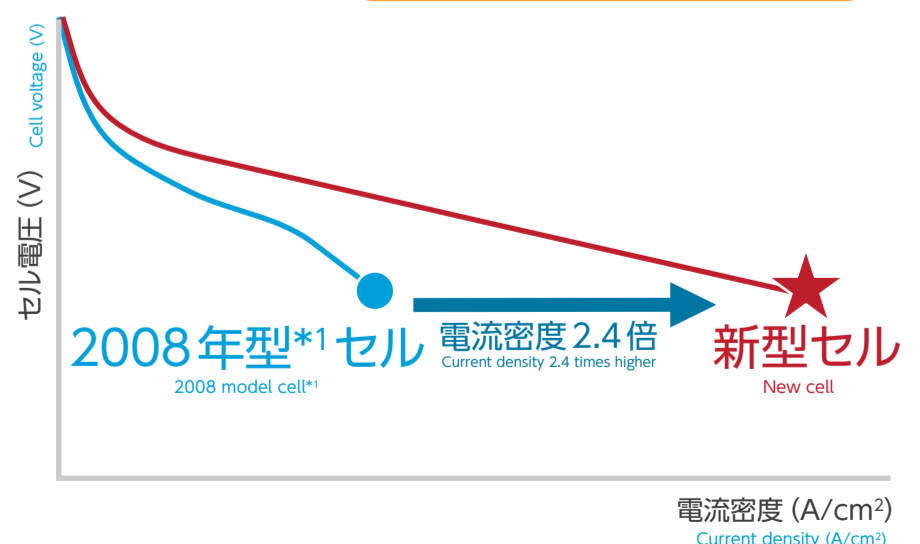 セル電圧 (V)
Cell voltage (V)
2008年型*1セル
2008 model cell*1
電流密度2.4倍
Current density 2.4 times higher
新型セル
New cell
電流密度 (A/cm2)
Current density (A/cm2)